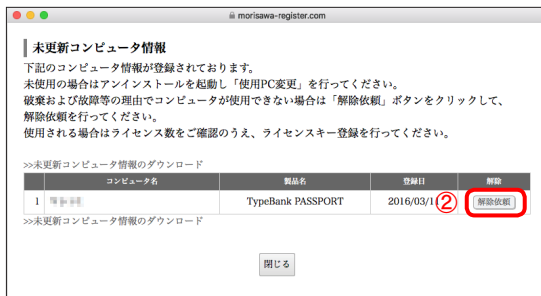 morisawa-register.com
未更新コンピュータ情報
下記のコンピュータ情報が登録されております。
未使用の場合はアンインストールを起動し「使用PC変更」を行ってください。
破棄および故障等の理由でコンピュータが使用できない場合は「解除依頼」ボタンをクリックして、
解除依頼を行ってください。
使用される場合はライセンス数をご確認のうえ、ライセンスキー登録を行ってください。
>>未更新コンピュータ情報のダウンロード
コンピュータ名 製品名 登録日 解除
1 TypeBank PASSPORT 2016/03/11 ② 解除依頼
>>未更新コンピュータ情報のダウンロード
閉じる